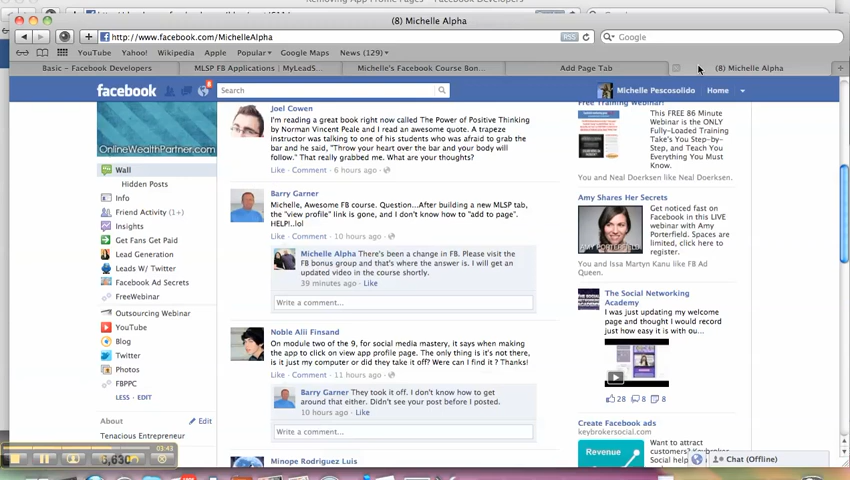 Removing App Profile Pages - Facebook Developers
(8) Michelle Alpha
http://www.facebook.com/MichelleAlpha
RSS
Google
YouTube Yahoo! Wikipedia Apple Popular Google Maps News (129)
Basic - Facebook Developers
MLSP FB Applications | MyLeadS...
Michelle's Facebook Course Bon...
Add Page Tab
(8) Michelle Alpha
facebook
8
Search
Michelle Pescosolido Home
OnlineWealthPartner.com
Wall
Hidden Posts
Info
Friend Activity (1+)
Insights
Get Fans Get Paid
Lead Generation
Leads W/ Twitter
Facebook Ad Secrets
FreeWebinar
Outsourcing Webinar
YouTube
Blog
Twitter
Photos
FBPPC
LESS · EDIT
About Edit
Tenacious Entrepreneur
03:43
Joel Cowen
I'm reading a great book right now called The Power of Positive Thinking
by Norman Vincent Peale and I read an awesome quote. A trapeze
instructor was talking to one of his students who was afraid to grab the
bar and he said, "Throw your heart over the bar and your body will
follow." That really grabbed me. What are your thoughts?
Like · Comment · 6 hours ago ·
Barry Garner
Michelle, Awesome FB course. Question...After building a new MLSP tab,
the "view profile" link is gone, and I don't know how to "add to page".
HELP!..lol
Like · Comment · 10 hours ago ·
Michelle Alpha There's been a change in FB. Please visit the
FB bonus group and that's where the answer is. I will get an
updated video in the course shortly.
39 minutes ago · Like
Write a comment...
Noble Alii Finsand
On module two of the 9, for social media mastery, it says when making
the app to click on view app profile page. The only thing is it's not there,
is it just my computer or did they take it off? Were can I find it ? Thanks!
Like · Comment · 11 hours ago ·
Barry Garner They took it off. I don't know how to get
around that either. Didn't see your post before I posted.
10 hours ago · Like
Write a comment...
Minope Rodriguez Luis
Free Training Webinar!
This FREE 86 Minute
Webinar is the ONLY
Fully-Loaded Training
Takes You Step-by-
Step, and Teach You
Everything You Must
Know.
You and Neal Doerksen like Neal Doerksen.
Amy Shares Her Secrets
Get noticed fast on
Facebook in this LIVE
webinar with Amy
Porterfield. Spaces are
limited, click here to
register.
AMY PORTERFIELD
You and Issa Martyn Kanu like FB Ad
Queen.
The Social Networking
Academy
I was just updating my welcome
page and thought I would record
just how easy it is with ou...
28 8 8
Create Facebook ads
keybrokersocial.com
Revenue
Want to attract
customers?
Chat (Offline)